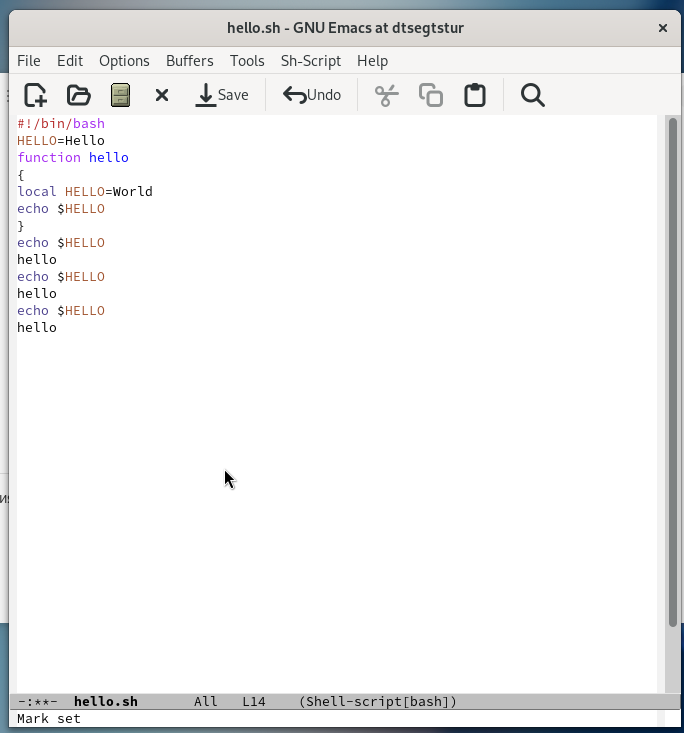 hello.sh - GNU Emacs at dtsegtstur
File Edit Options Buffers Tools Sh-Script Help
Save Undo
#!/bin/bash
HELLO=Hello
function hello
{
local HELLO=World
echo $HELLO
}
echo $HELLO
hello
echo $HELLO
hello
echo $HELLO
hello
-:**- hello.sh All L14 (Shell-script[bash])
Mark set